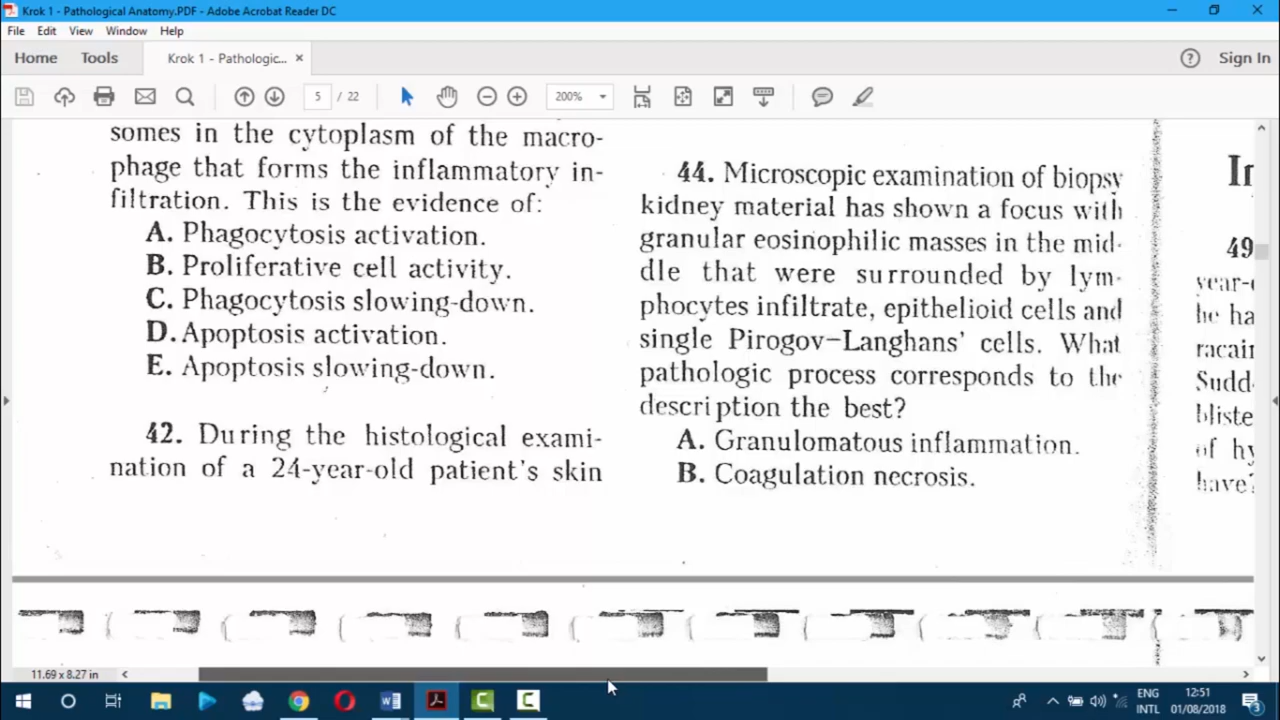 Krok 1 - Pathological Anatomy.PDF - Adobe Acrobat Reader DC
File Edit View Window Help
Home Tools Krok 1 - Pathologic... × Sign In
5 / 22 200%
somes in the cytoplasm of the macro-
phage that forms the inflammatory in-
filtration. This is the evidence of:
A. Phagocytosis activation.
B. Proliferative cell activity.
C. Phagocytosis slowing-down.
D. Apoptosis activation.
E. Apoptosis slowing-down.
42. During the histological exami-
nation of a 24-year-old patient's skin
44. Microscopic examination of biopsy
kidney material has shown a focus with
granular eosinophilic masses in the mid-
dle that were surrounded by lym-
phocytes infiltrate, epithelioid cells and
single Pirogov–Langhans' cells. What
pathologic process corresponds to the
description the best?
A. Granulomatous inflammation.
B. Coagulation necrosis.
49
year-
he ha
racain
Sudd
bliste
of hy
have?
11.69 x 8.27 in
ENG 12:51
INTL 01/08/2018 3